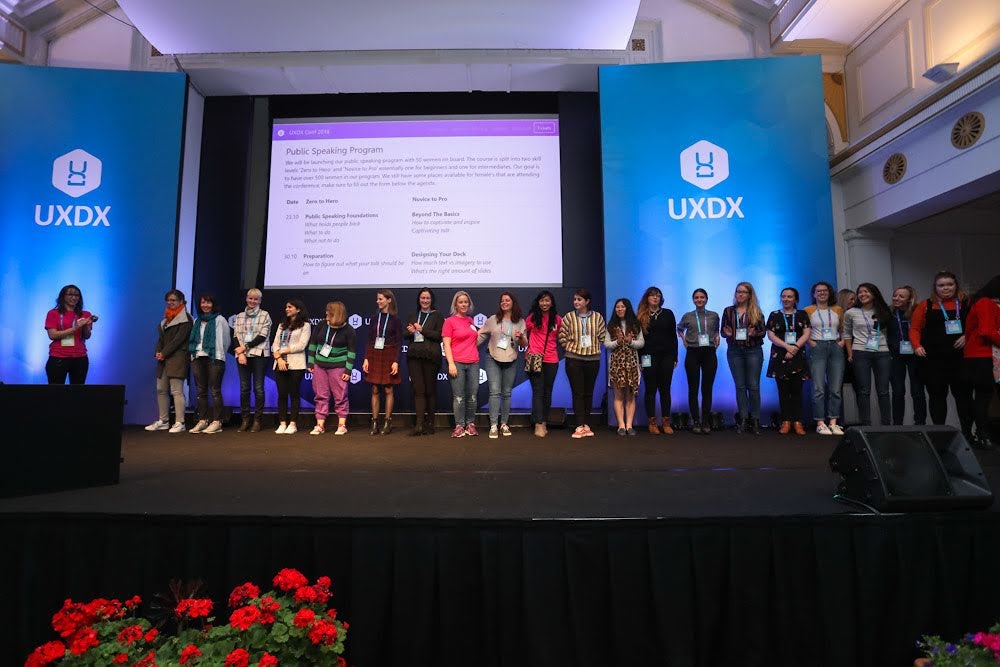 UXDX
UXDX Conf 2018
Tickets
Public Speaking Program
We will be launching our public speaking program with 50 women on board. The course is split into two skill
levels 'Zero to Hero' and 'Novice to Pro' essentially one for beginners and one for intermediates. Our goal is
to have over 500 women in our program. We still have some places available for female's that are attending
the conference, make sure to fill out the form below the agenda.
Date Zero to Hero Novice to Pro
23.10 Public Speaking Foundations Beyond The Basics
What holds people back How to captivate and inspire
What to do Captivating talk
What not to do
30.10 Preparation Designing Your Deck
How to figure out what your talk should be How much text vs imagery to use
on What's the right amount of slides
UXDX